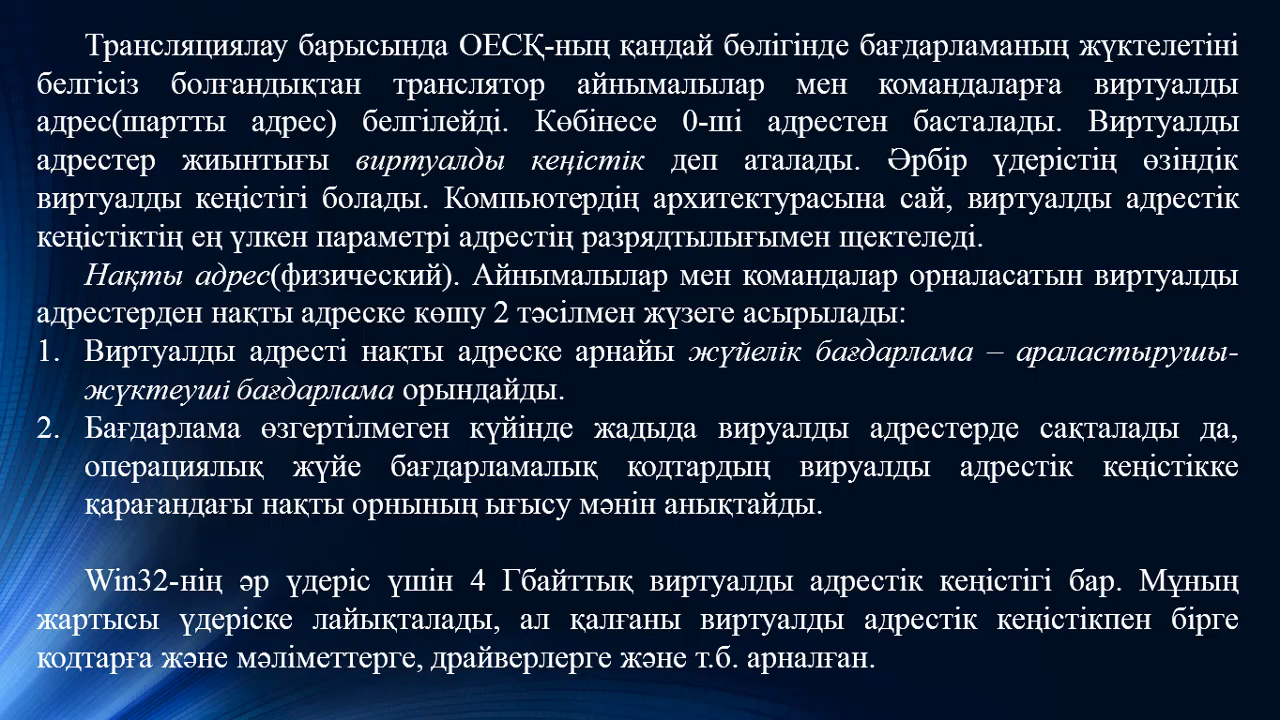 Трансляциялау барысында ОЕСҚ-ның қандай бөлігінде бағдарламаның жүктелетіні
белгісіз болғандықтан транслятор айнымалылар мен командаларға виртуалды
адрес(шартты адрес) белгілейді. Көбінесе 0-ші адрестен басталады. Виртуалды
адрестер жиынтығы виртуалды кеңістік деп аталады. Әрбір үдерістің өзіндік
виртуалды кеңістігі болады. Компьютердің архитектурасына сай, виртуалды адрестік
кеңістіктің ең үлкен параметрі адрестің разрядтылығымен щектеледі.
Нақты адрес(физический). Айнымалылар мен командалар орналасатын виртуалды
адрестерден нақты адреске көшу 2 тәсілмен жүзеге асырылады:
1. Виртуалды адресті нақты адреске арнайы жүйелік бағдарлама – араластырушы-
жүктеуші бағдарлама орындайды.
2. Бағдарлама өзгертілмеген күйінде жадыда вируалды адрестерде сақталады да,
операциялық жүйе бағдарламалық кодтардың вируалды адрестік кеңістікке
қарағандағы нақты орнының ығысу мәнін анықтайды.
Win32-нің әр үдеріс үшін 4 Гбайттық виртуалды адрестік кеңістігі бар. Мұның
жартысы үдеріске лайықталады, ал қалғаны виртуалды адрестік кеңістікпен бірге
кодтарға және мәліметтерге, драйверлерге және т.б. арналған.